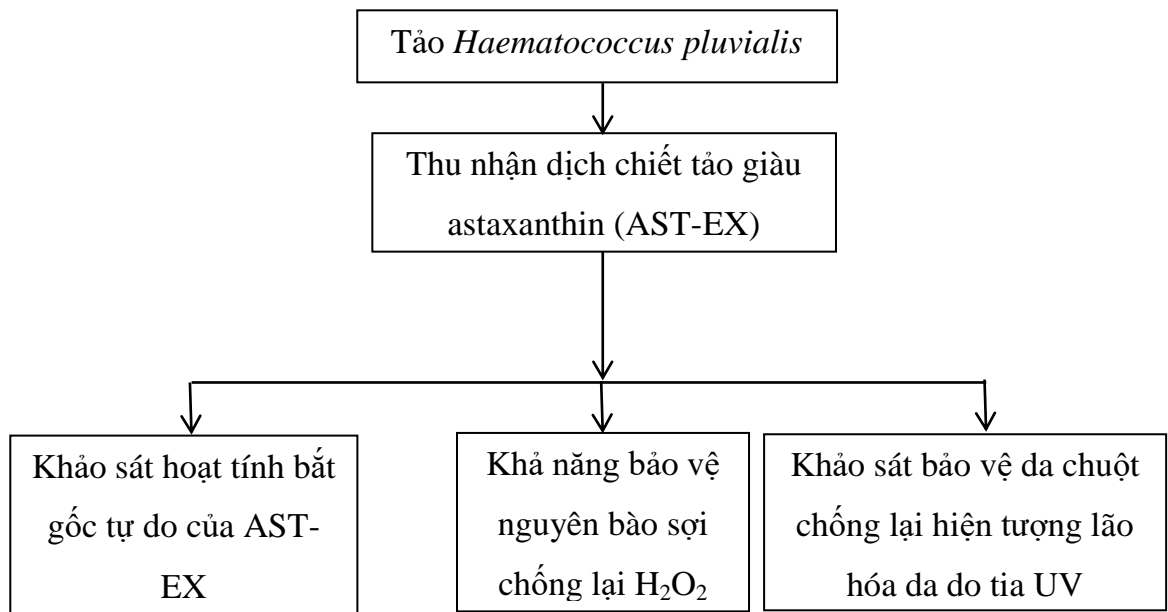 Tảo Haematococcus pluvialis
Thu nhận dịch chiết tảo giàu
astaxanthin (AST-EX)
Khảo sát hoạt tính bắt
gốc tự do của AST-
EX
Khả năng bảo vệ
nguyên bào sợi
chống lại H₂O₂
Khảo sát bảo vệ da chuột
chống lại hiện tượng lão
hóa da do tia UV